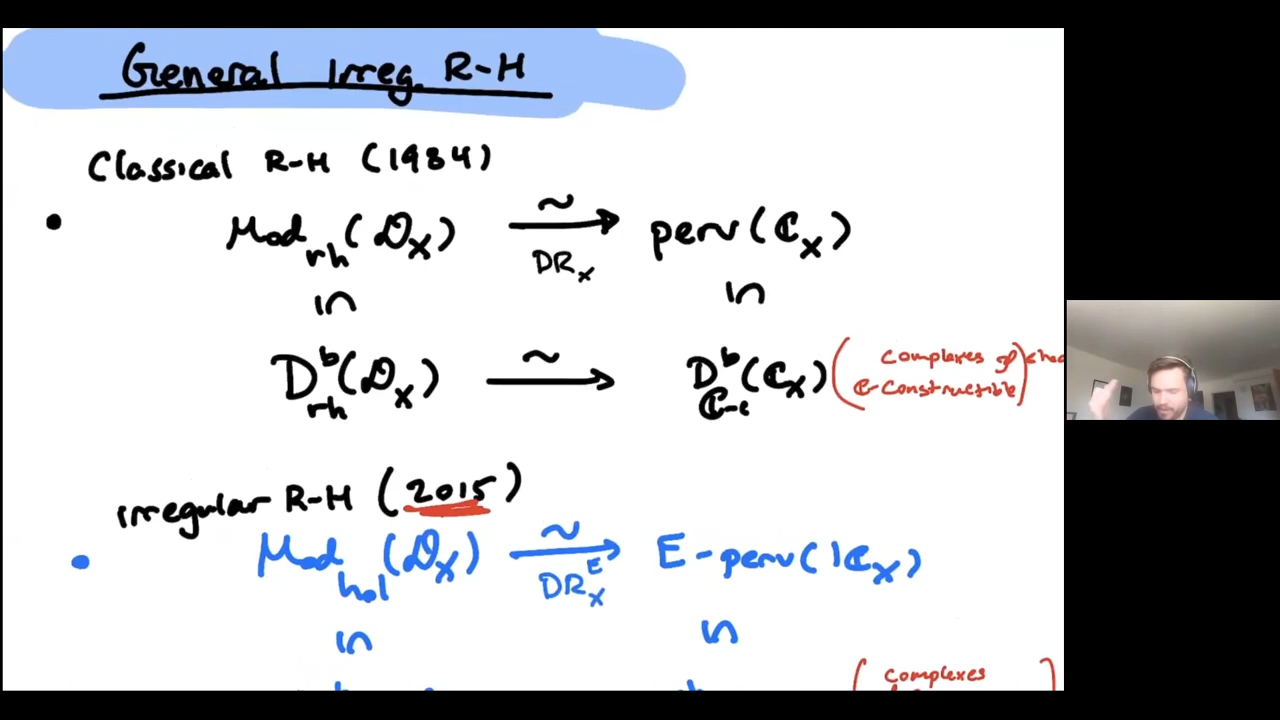 General Irreg. R-H
Classical R-H (1984)
• Mod_rh(𝒟_X) ∼→ DR_X perv(ℂ_X)
∩ ∩
D^b_rh(𝒟_X) ∼→ D^b_ℂ-c(ℂ_X) (complexes of
ℂ-constructible)
irregular R-H (2015)
• Mod_hol(𝒟_X) ∼→ DR^E_X E-perv(Iℂ_X)
∩ ∩
(complexes